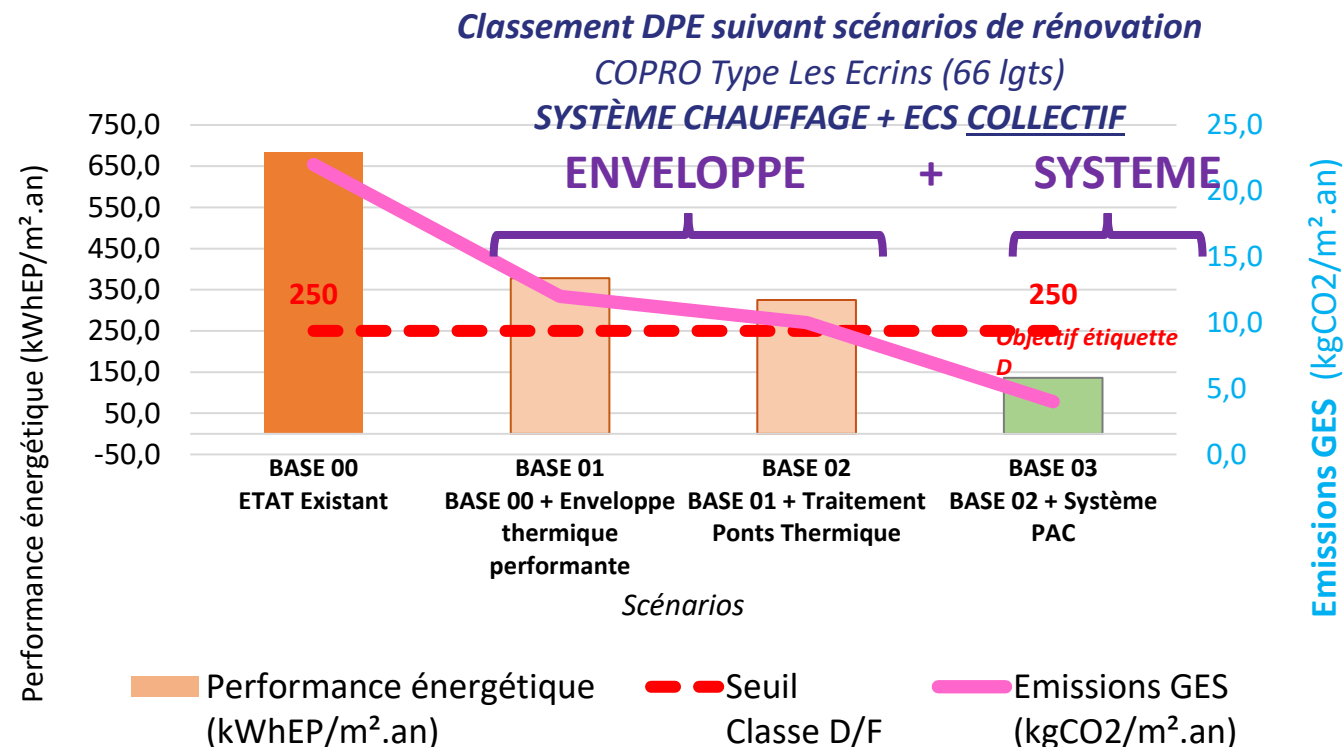 Classement DPE suivant scénarios de rénovation
COPRO Type Les Ecrins (66 lgts)
SYSTÈME CHAUFFAGE + ECS COLLECTIF
ENVELOPPE + SYSTEME
Performance énergétique (kWhEP/m².an)
750,0
650,0
550,0
450,0
350,0
250,0
150,0
50,0
-50,0
250
250
Objectif étiquette
D
25,0
20,0
15,0
10,0
5,0
0,0
Emissions GES (kgCO2/m².an)
BASE 00
ETAT Existant
BASE 01
BASE 00 + Enveloppe
thermique
performante
BASE 02
BASE 01 + Traitement
Ponts Thermique
BASE 03
BASE 02 + Système
PAC
Scénarios
Performance énergétique
(kWhEP/m².an)
Seuil
Classe D/F
Emissions GES
(kgCO2/m².an)